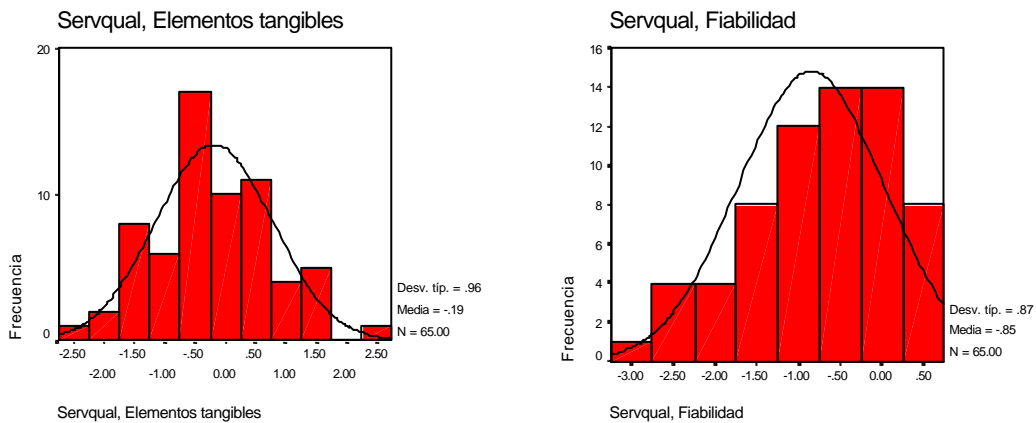 Servqual, Elementos tangibles
20
10
0
Frecuencia
-2.50 -1.50 -.50 .50 1.50 2.50
-2.00 -1.00 0.00 1.00 2.00
Desv. típ. = .96
Media = -.19
N = 65.00
Servqual, Elementos tangibles
Servqual, Fiabilidad
16
14
12
10
8
6
4
2
0
Frecuencia
-3.00 -2.50 -2.00 -1.50 -1.00 -.50 0.00 .50
Desv. típ. = .87
Media = -.85
N = 65.00
Servqual, Fiabilidad